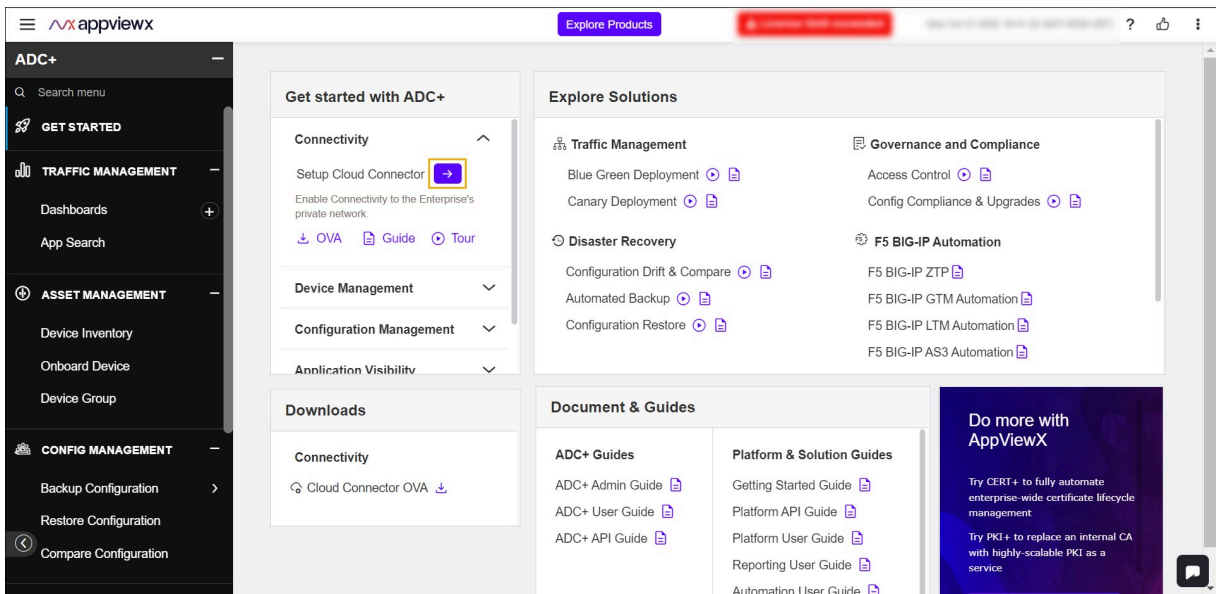 appviewx
Explore Products
?
ADC+
Search menu
GET STARTED
TRAFFIC MANAGEMENT
Dashboards
App Search
ASSET MANAGEMENT
Device Inventory
Onboard Device
Device Group
CONFIG MANAGEMENT
Backup Configuration
Restore Configuration
Compare Configuration
Get started with ADC+
Connectivity
Setup Cloud Connector
Enable Connectivity to the Enterprise's
private network.
OVA Guide Tour
Device Management
Configuration Management
Application Visibility
Explore Solutions
Traffic Management
Blue Green Deployment
Canary Deployment
Disaster Recovery
Configuration Drift & Compare
Automated Backup
Configuration Restore
Governance and Compliance
Access Control
Config Compliance & Upgrades
F5 BIG-IP Automation
F5 BIG-IP ZTP
F5 BIG-IP GTM Automation
F5 BIG-IP LTM Automation
F5 BIG-IP AS3 Automation
Downloads
Connectivity
Cloud Connector OVA
Document & Guides
ADC+ Guides
ADC+ Admin Guide
ADC+ User Guide
ADC+ API Guide
Platform & Solution Guides
Getting Started Guide
Platform API Guide
Platform User Guide
Reporting User Guide
Automation User Guide
Do more with
AppViewX
Try CERT+ to fully automate
enterprise-wide certificate lifecycle
management
Try PKI+ to replace an internal CA
with highly-scalable PKI as a
service